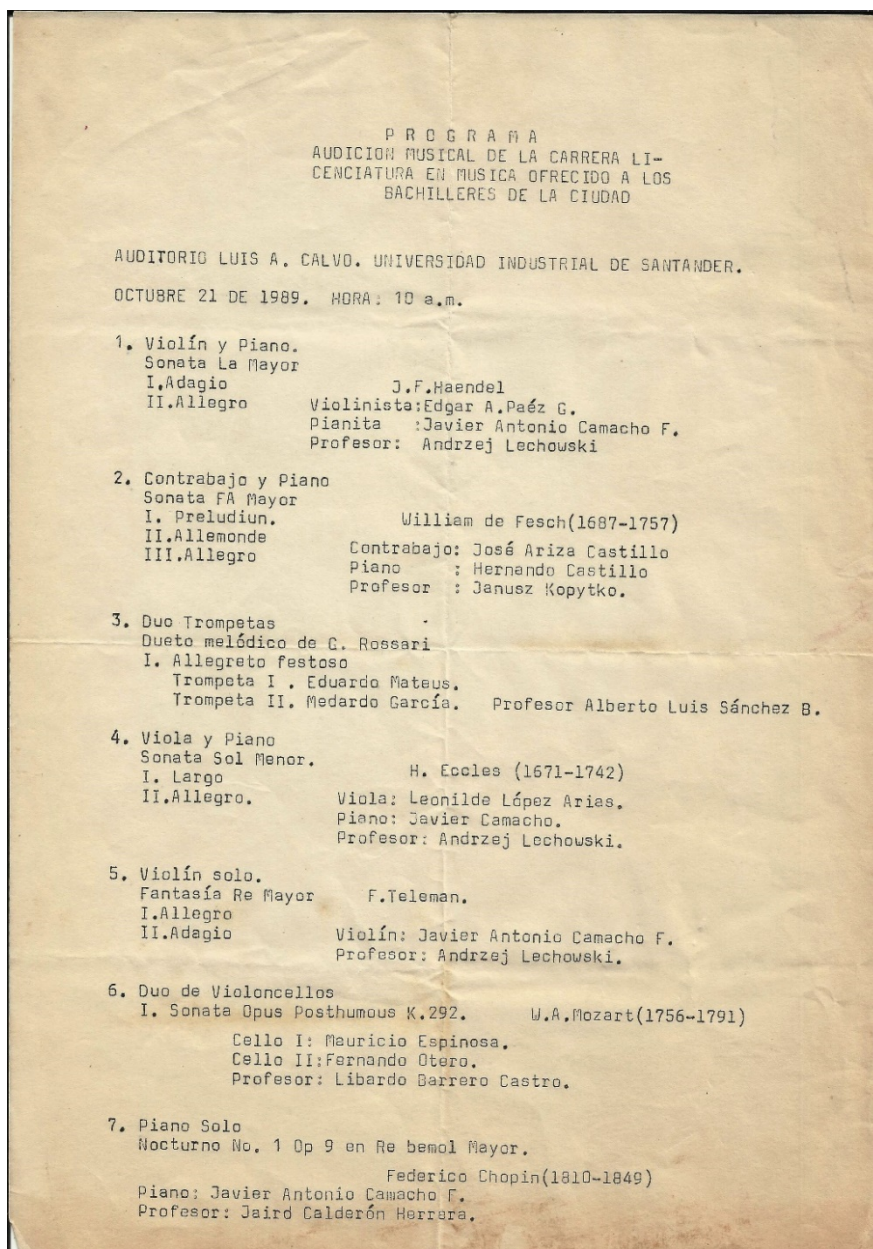 P R O G R A M A
AUDICION MUSICAL DE LA CARRERA LI-
CENCIATURA EN MUSICA OFRECIDO A LOS
BACHILLERES DE LA CIUDAD
AUDITORIO LUIS A. CALVO. UNIVERSIDAD INDUSTRIAL DE SANTANDER.
OCTUBRE 21 DE 1989. HORA: 10 a.m.
1. Violín y Piano.
Sonata La Mayor
I.Adagio J.F.Haendel
II.Allegro Violinista:Edgar A.Paéz G.
Pianita :Javier Antonio Camacho F.
Profesor: Andrzej Lechowski
2. Contrabajo y Piano
Sonata FA Mayor
I. Preludiun. William de Fesch(1687-1757)
II.Allemonde
III.Allegro Contrabajo: José Ariza Castillo
Piano : Hernando Castillo
Profesor : Janusz Kopytko.
3. Duo Trompetas
Dueto melódico de C. Rossari
I. Allegreto festoso
Trompeta I . Eduardo Mateus.
Trompeta II. Medardo García. Profesor Alberto Luis Sánchez B.
4. Viola y Piano
Sonata Sol Menor.
I. Largo H. Eccles (1671-1742)
II.Allegro. Viola: Leonilde López Arias.
Piano: Javier Camacho.
Profesor: Andrzej Lechowski.
5. Violín solo.
Fantasía Re Mayor F.Teleman.
I.Allegro
II.Adagio Violín: Javier Antonio Camacho F.
Profesor: Andrzej Lechowski.
6. Duo de Violoncellos
I. Sonata Opus Posthumous K.292. W.A.Mozart(1756-1791)
Cello I: Mauricio Espinosa.
Cello II:Fernando Otero.
Profesor: Libardo Barrero Castro.
7. Piano Solo
Nocturno No. 1 Op 9 en Re bemol Mayor.
Federico Chopin(1810-1849)
Piano: Javier Antonio Camacho F.
Profesor: Jaird Calderón Herrera.